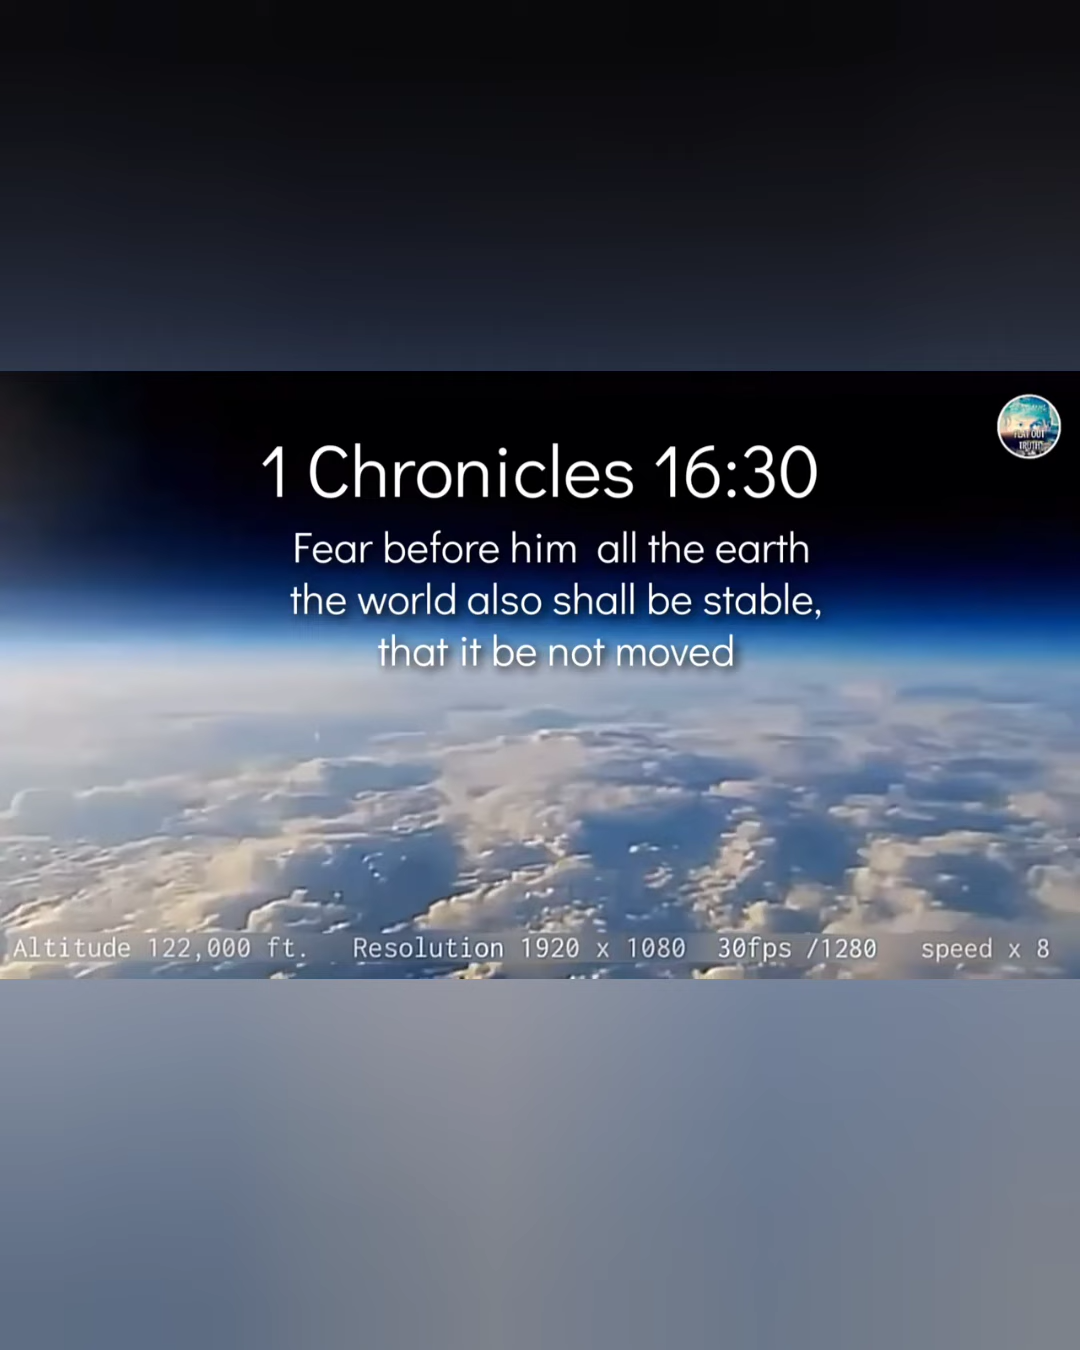 1 Chronicles 16:30
Fear before him all the earth
the world also shall be stable,
that it be not moved
Altitude 122,000 ft. Resolution 1920 x 1080 30fps /1280 speed x 8